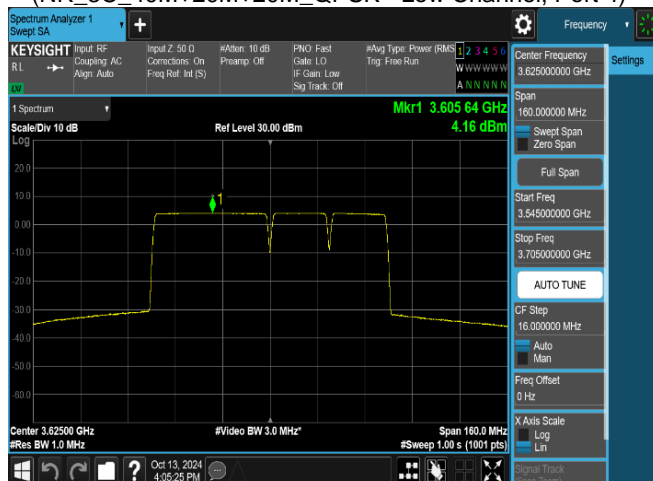 Spectrum Analyzer 1
Swept SA
+
Frequency
KEYSIGHT
RL
Input: RF
Coupling: AC
Align: Auto
Input Z: 50 Ω
Corrections: On
Freq Ref: Int (S)
#Atten: 10 dB
Preamp: Off
PNO: Fast
Gate: LO
IF Gain: Low
Sig Track: Off
#Avg Type: Power (RMS
Trig: Free Run
1 2 3 4 5 6
W W W W W W
A N N N N N
LXI
1 Spectrum
Scale/Div 10 dB
Ref Level 30.00 dBm
Mkr1 3.605 64 GHz
4.16 dBm
Log
20.0
10.0
0.00
-10.0
-20.0
-30.0
-40.0
-50.0
-60.0
1
Center 3.62500 GHz
#Video BW 3.0 MHz*
Span 160.0 MHz
#Res BW 1.0 MHz
#Sweep 1.00 s (1001 pts)
?
Oct 13, 2024
4:05:25 PM
Center Frequency
3.625000000 GHz
Settings
Span
160.000000 MHz
Swept Span
Zero Span
Full Span
Start Freq
3.545000000 GHz
Stop Freq
3.705000000 GHz
AUTO TUNE
CF Step
16.000000 MHz
Auto
Man
Freq Offset
0 Hz
X Axis Scale
Log
Lin
Signal Track